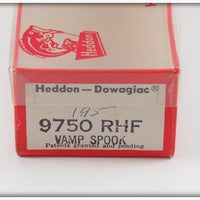 Heddon
Heddon—Dowagiac®
195
9750 RHF
VAMP SPOOK
Patents granted and pending